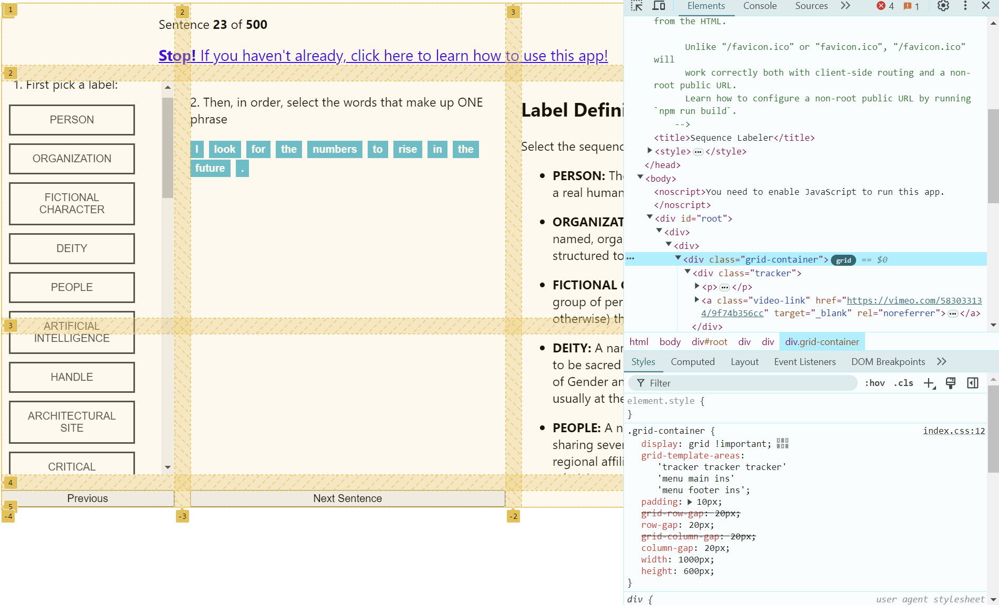 1
2
3
Sentence 23 of 500
Stop! If you haven't already, click here to learn how to use this app!
2
1. First pick a label:
PERSON
ORGANIZATION
FICTIONAL
CHARACTER
DEITY
PEOPLE
3
ARTIFICIAL
INTELLIGENCE
HANDLE
ARCHITECTURAL
SITE
CRITICAL
4
Previous
5
-4
2. Then, in order, select the words that make up ONE
phrase
I look for the numbers to rise in the
future .
Next Sentence
-3
-2
Label Defini
Select the sequenc
• PERSON: Th
a real human
• ORGANIZAT
named, orga
structured to
• FICTIONAL
group of per
otherwise) th
• DEITY: A nar
to be sacred
of Gender an
usually at the
• PEOPLE: A n
sharing sever
regional affili
Elements Console Sources 4 1
from the HTML.
Unlike "/favicon.ico" or "favicon.ico", "/favicon.ico"
will
work correctly both with client-side routing and a non-
root public URL.
Learn how to configure a non-root public URL by running
`npm run build`.
-->
<title>Sequence Labeler</title>
<style>…</style>
</head>
<body>
<noscript>You need to enable JavaScript to run this app.
</noscript>
<div id="root">
<div>
<div>
<div class="grid-container"> grid == $0
<div class="tracker">
<p>…</p>
<a class="video-link" href="https://vimeo.com/58303313
4/9f74b356cc" target="_blank" rel="noreferrer">…</a>
</div>
html body div#root div div div.grid-container
Styles Computed Layout Event Listeners DOM Breakpoints
Filter :hov .cls
element.style {
}
.grid-container { index.css:12
display: grid !important;
grid-template-areas:
'tracker tracker tracker'
'menu main ins'
'menu footer ins';
padding: 10px;
grid-row-gap: 20px;
row-gap: 20px;
grid-column-gap: 20px;
column-gap: 20px;
width: 1000px;
height: 600px;
}
div { user agent stylesheet